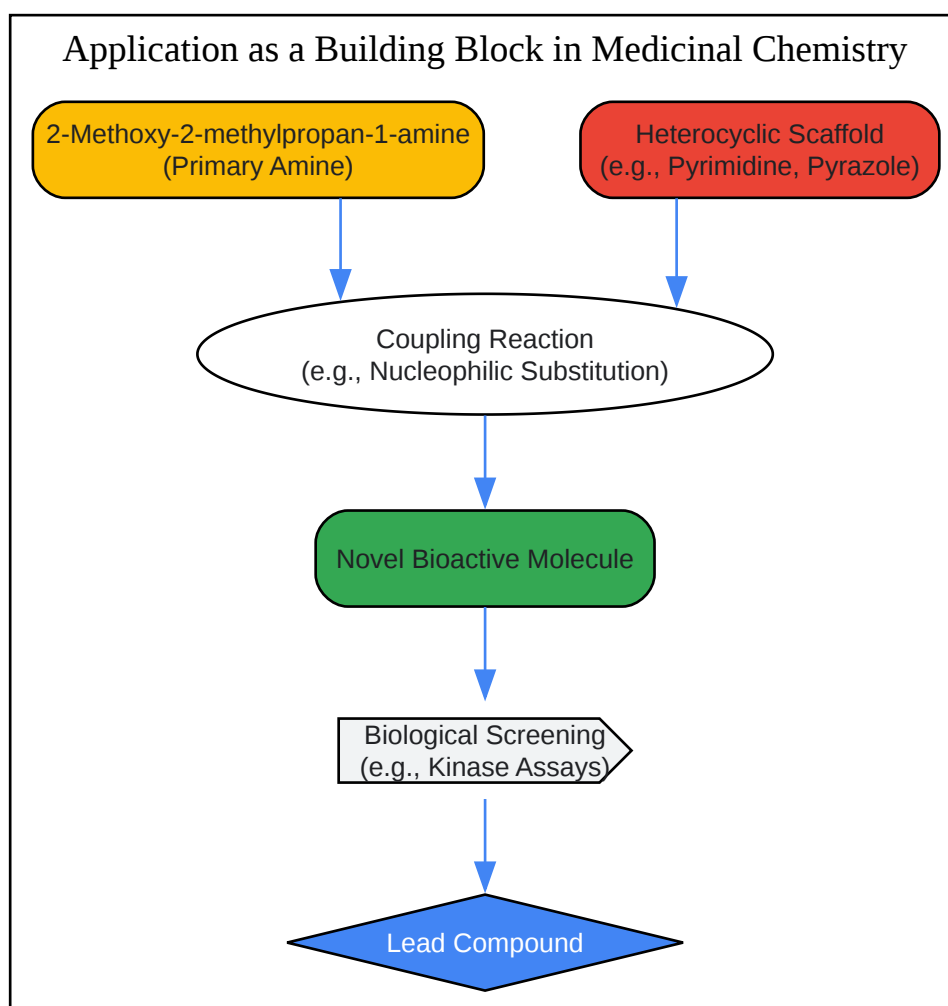 Application as a Building Block in Medicinal Chemistry
2-Methoxy-2-methylpropan-1-amine
(Primary Amine)
Heterocyclic Scaffold
(e.g., Pyrimidine, Pyrazole)
Coupling Reaction
(e.g., Nucleophilic Substitution)
Novel Bioactive Molecule
Biological Screening
(e.g., Kinase Assays)
Lead Compound